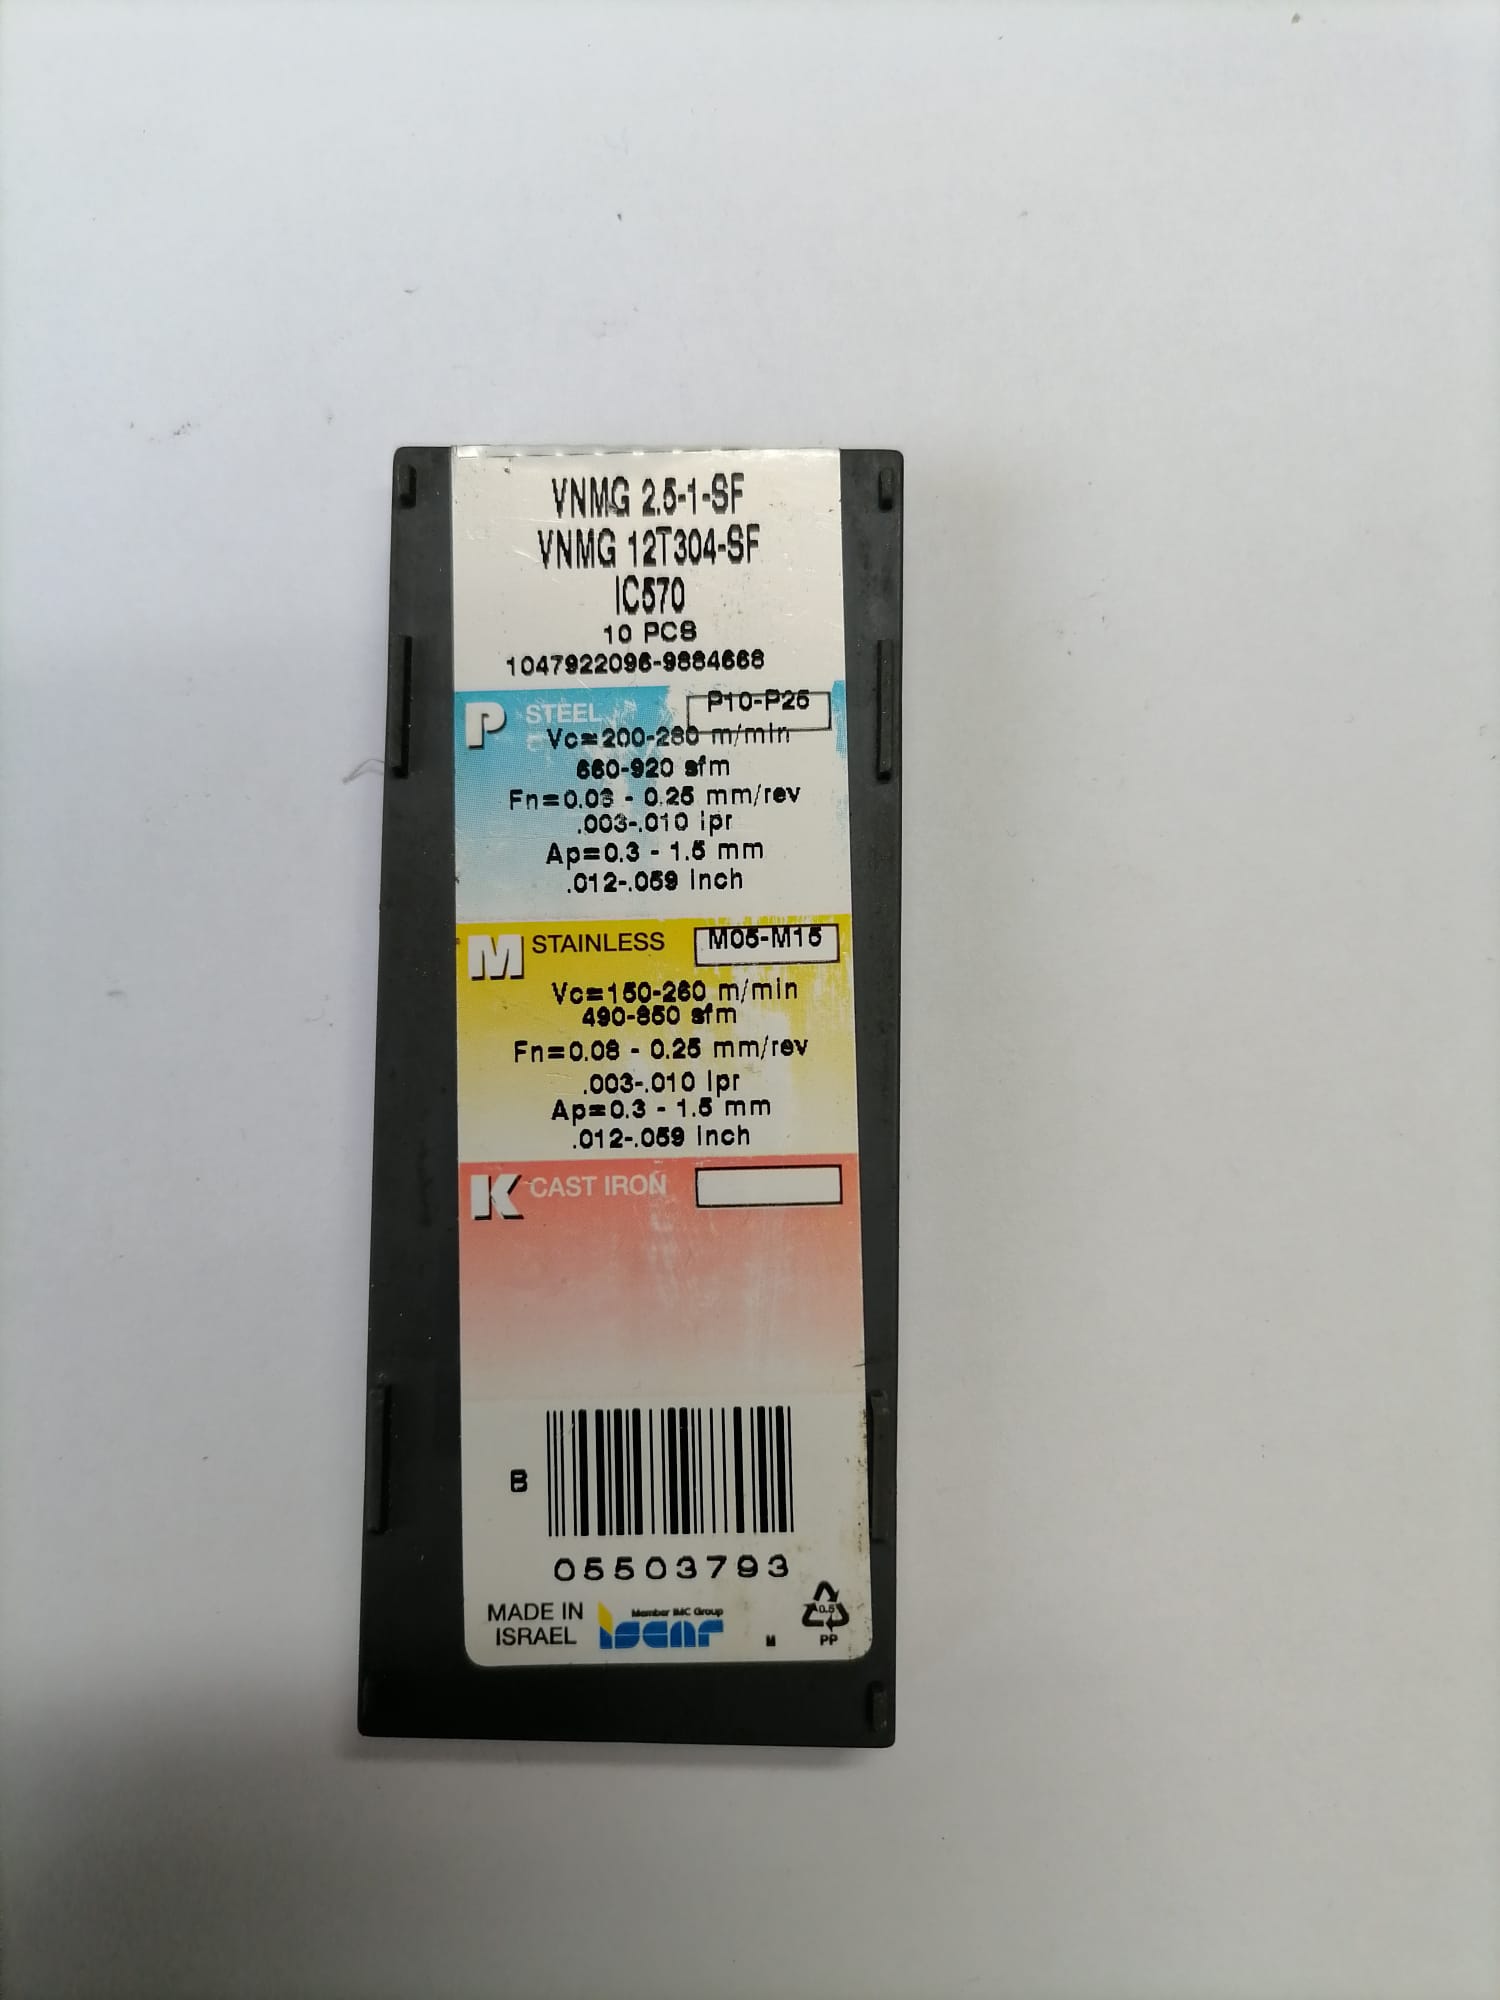 VNMG 2.5-1-SF
VNMG 12T304-SF
IC570
10 PCS
1047922096-9884668
P STEEL P10-P25
Vc=200-280 m/min
660-920 sfm
Fn=0.08 - 0.25 mm/rev
.003-.010 ipr
Ap=0.3 - 1.5 mm
.012-.059 inch
M STAINLESS M05-M15
Vc=150-260 m/min
490-850 sfm
Fn=0.08 - 0.25 mm/rev
.003-.010 ipr
Ap=0.3 - 1.5 mm
.012-.059 inch
K CAST IRON
B
05503793
MADE IN
ISRAEL
Member IMC Group
iscar
M
0.5
PP